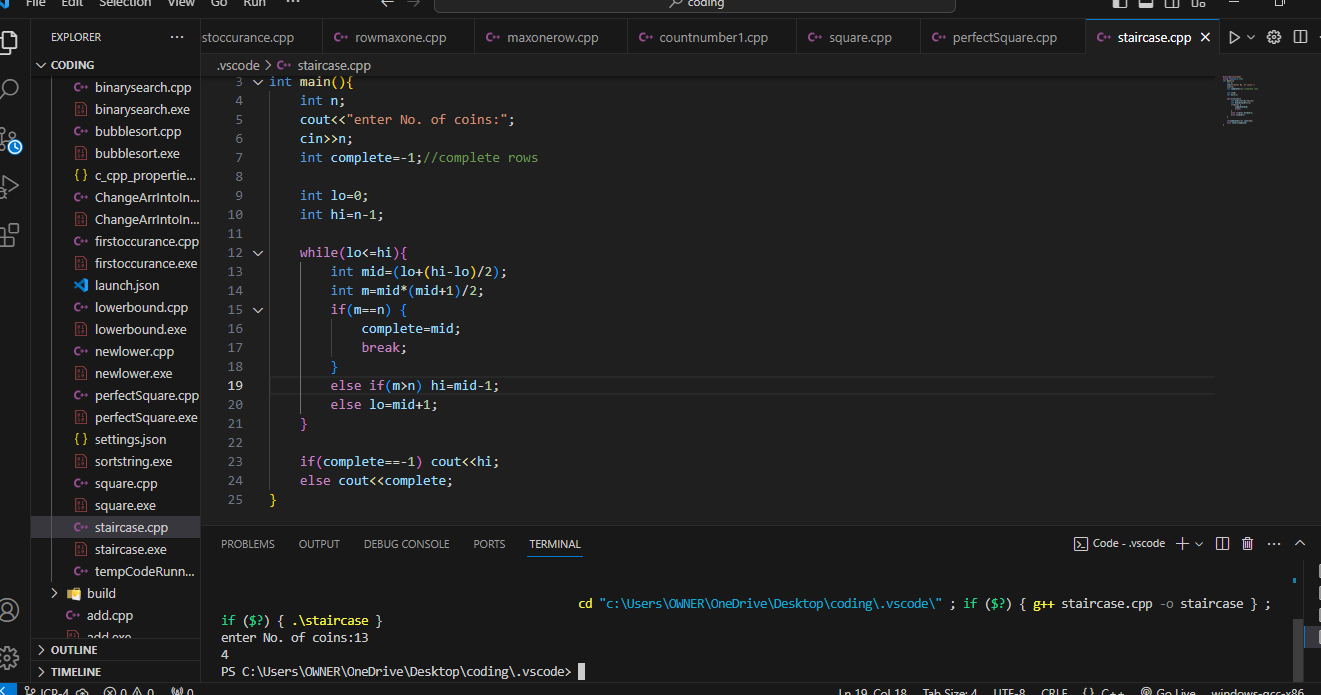 File Edit Selection View Go Run ··· coding
EXPLORER ···
stoccurance.cpp rowmaxone.cpp maxonerow.cpp countnumber1.cpp square.cpp perfectSquare.cpp staircase.cpp
CODING
.vscode > staircase.cpp
binarysearch.cpp
binarysearch.exe
bubblesort.cpp
bubblesort.exe
c_cpp_propertie...
ChangeArrIntoIn...
ChangeArrIntoIn...
firstoccurance.cpp
firstoccurance.exe
launch.json
lowerbound.cpp
lowerbound.exe
newlower.cpp
newlower.exe
perfectSquare.cpp
perfectSquare.exe
settings.json
sortstring.exe
square.cpp
square.exe
staircase.cpp
staircase.exe
tempCodeRunn...
build
add.cpp
add.exe
OUTLINE
TIMELINE
3 int main(){
4 int n;
5 cout<<"enter No. of coins:";
6 cin>>n;
7 int complete=-1;//complete rows
8
9 int lo=0;
10 int hi=n-1;
11
12 while(lo<=hi){
13 int mid=(lo+(hi-lo)/2);
14 int m=mid*(mid+1)/2;
15 if(m==n) {
16 complete=mid;
17 break;
18 }
19 else if(m>n) hi=mid-1;
20 else lo=mid+1;
21 }
22
23 if(complete==-1) cout<<hi;
24 else cout<<complete;
25 }
PROBLEMS OUTPUT DEBUG CONSOLE PORTS TERMINAL
Code - .vscode
cd "c:\Users\OWNER\OneDrive\Desktop\coding\.vscode\" ; if ($?) { g++ staircase.cpp -o staircase } ;
if ($?) { .\staircase }
enter No. of coins:13
4
PS C:\Users\OWNER\OneDrive\Desktop\coding\.vscode>
JCP-4 0 0 0 Ln 19, Col 18 Tab Size: 4 UTF-8 CRLF {} C++ Go Live windows-gcc-x86